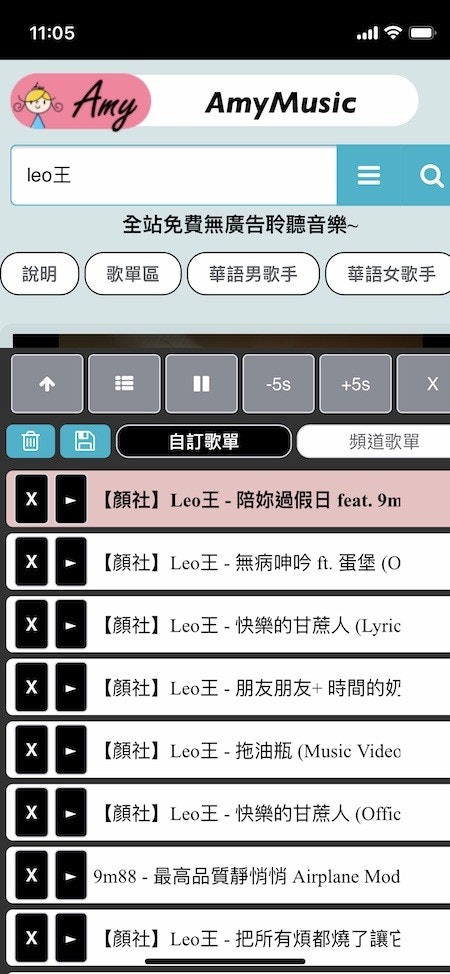 11:05
Amy AmyMusic
leo王
全站免費無廣告聆聽音樂~
說明 歌單區 華語男歌手 華語女歌手
-5s +5s X
自訂歌單 頻道歌單
X 【顏社】Leo王 - 陪妳過假日 feat. 9m
X 【顏社】Leo王 - 無病呻吟 ft. 蛋堡 (O
X 【顏社】Leo王 - 快樂的甘蔗人 (Lyric
X 【顏社】Leo王 - 朋友朋友+ 時間的奶
X 【顏社】Leo王 - 拖油瓶 (Music Video
X 【顏社】Leo王 - 快樂的甘蔗人 (Offic
X 9m88 - 最高品質靜悄悄 Airplane Mod
X 【顏社】Leo王 - 把所有煩都燒了讓它